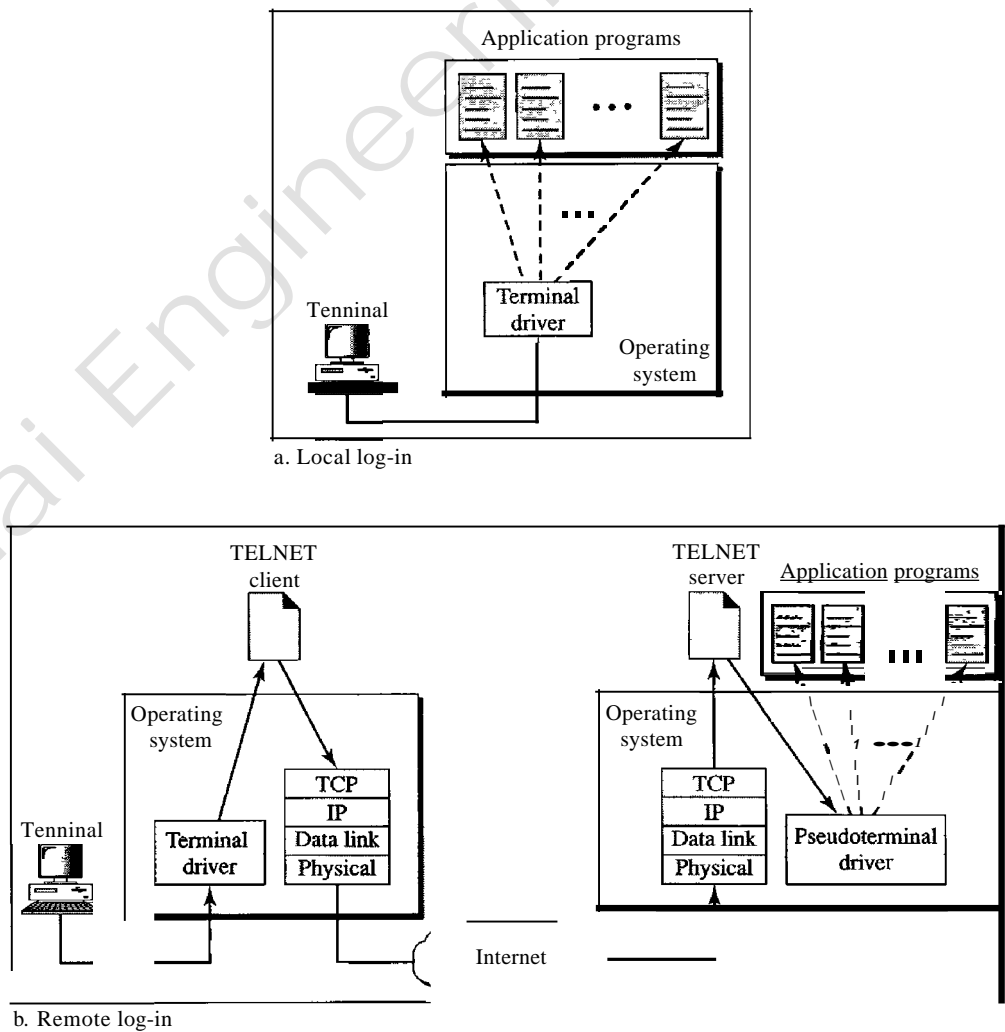 Application programs
Terminal
driver
Tenninal
Operating
system
a. Local log-in
TELNET
client
TELNET
server
Application programs
Operating
system
Operating
system
TCP
IP
Data link
Physical
TCP
IP
Data link
Physical
Tenninal
Terminal
driver
Pseudoterminal
driver
Internet
b. Remote log-in